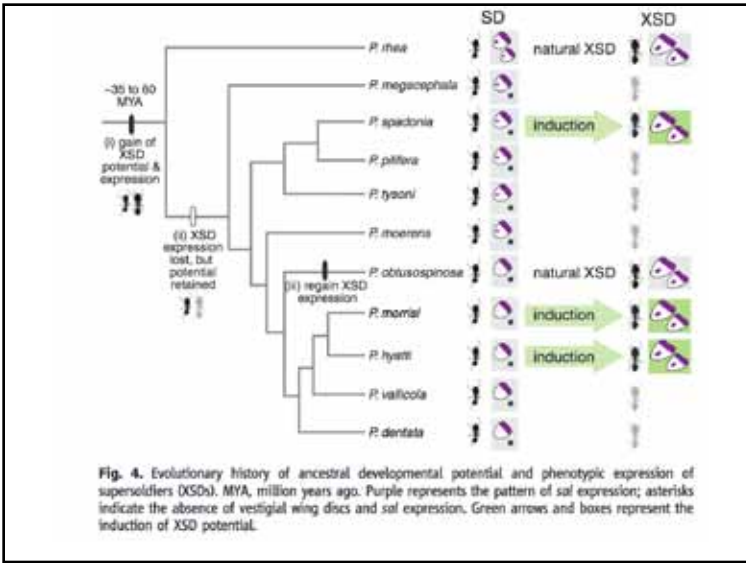 SD
XSD
P. rhea
natural XSD
P. megacephala
~35 to 60
MYA
(i) gain of
XSD
potential &
expression
P. spadonia
induction
P. pilifera
P. tysoni
(ii) XSD
expression
lost, but
potential
retained
P. moerens
P. obtusospinosa
natural XSD
(iii) regain XSD
expression
P. morrisi
induction
P. hyatti
induction
P. vallicola
P. dentata
Fig. 4. Evolutionary history of ancestral developmental potential and phenotypic expression of
supersoldiers (XSDs). MYA, million years ago. Purple represents the pattern of sal expression; asterisks
indicate the absence of vestigial wing discs and sal expression. Green arrows and boxes represent the
induction of XSD potential.